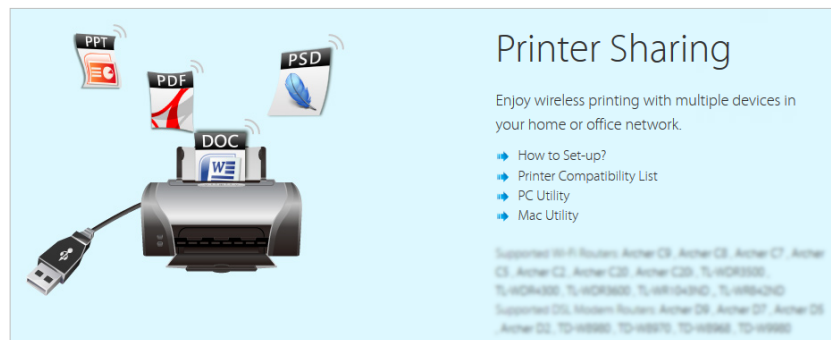 PPT
PDF
PSD
DOC
W
Printer Sharing
Enjoy wireless printing with multiple devices in
your home or office network.
How to Set-up?
Printer Compatibility List
PC Utility
Mac Utility
Supported Wi-Fi Routers: Archer C9 , Archer C8 , Archer C7 , Archer
C5 , Archer C2 , Archer C20 , Archer C20i , TL-WDR3500 ,
TL-WDR4300 , TL-WDR3600 , TL-WR1043ND , TL-WR842ND
Supported DSL Modem Routers: Archer D9 , Archer D7 , Archer D5
, Archer D2 , TD-W8980 , TD-W8970 , TD-W8968 , TD-W9980